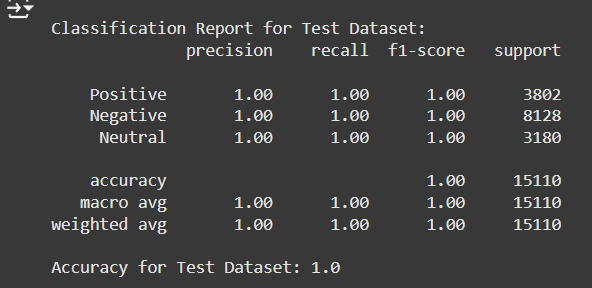 Classification Report for Test Dataset:
precision recall f1-score support
Positive 1.00 1.00 1.00 3802
Negative 1.00 1.00 1.00 8128
Neutral 1.00 1.00 1.00 3180
accuracy 1.00 15110
macro avg 1.00 1.00 1.00 15110
weighted avg 1.00 1.00 1.00 15110
Accuracy for Test Dataset: 1.0